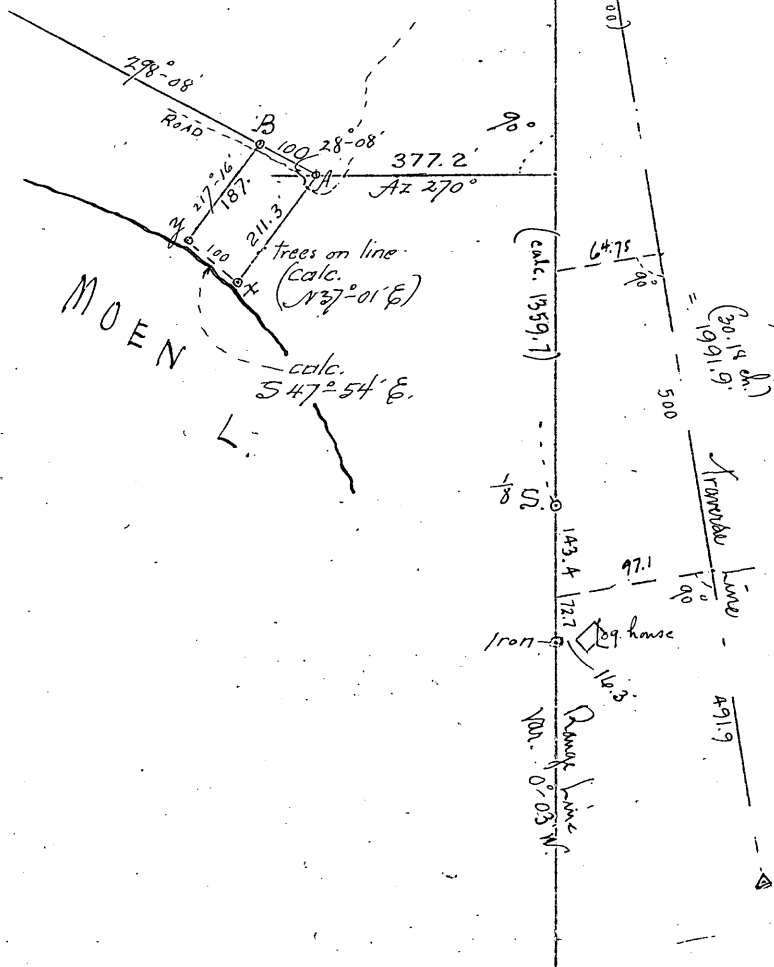 00)
298°-08'
ROAD
B
100
28°-08'
90°
A
377.2'
AZ 270°
217°-16'
187.
211.3'
y
100
x
trees on line
(calc.
N37°-01'E)
(calc. 1359.7)
64.75
90°
=
(30.18 ch.)
1991.9'
MOEN
L.
calc.
S47°-54'E.
500
Traverse Line
1/8 S.
143.4
97.1
90°
72.7
Iron
Log. house
16.3'
491.9
Range Line
Var. 0°-03' W.